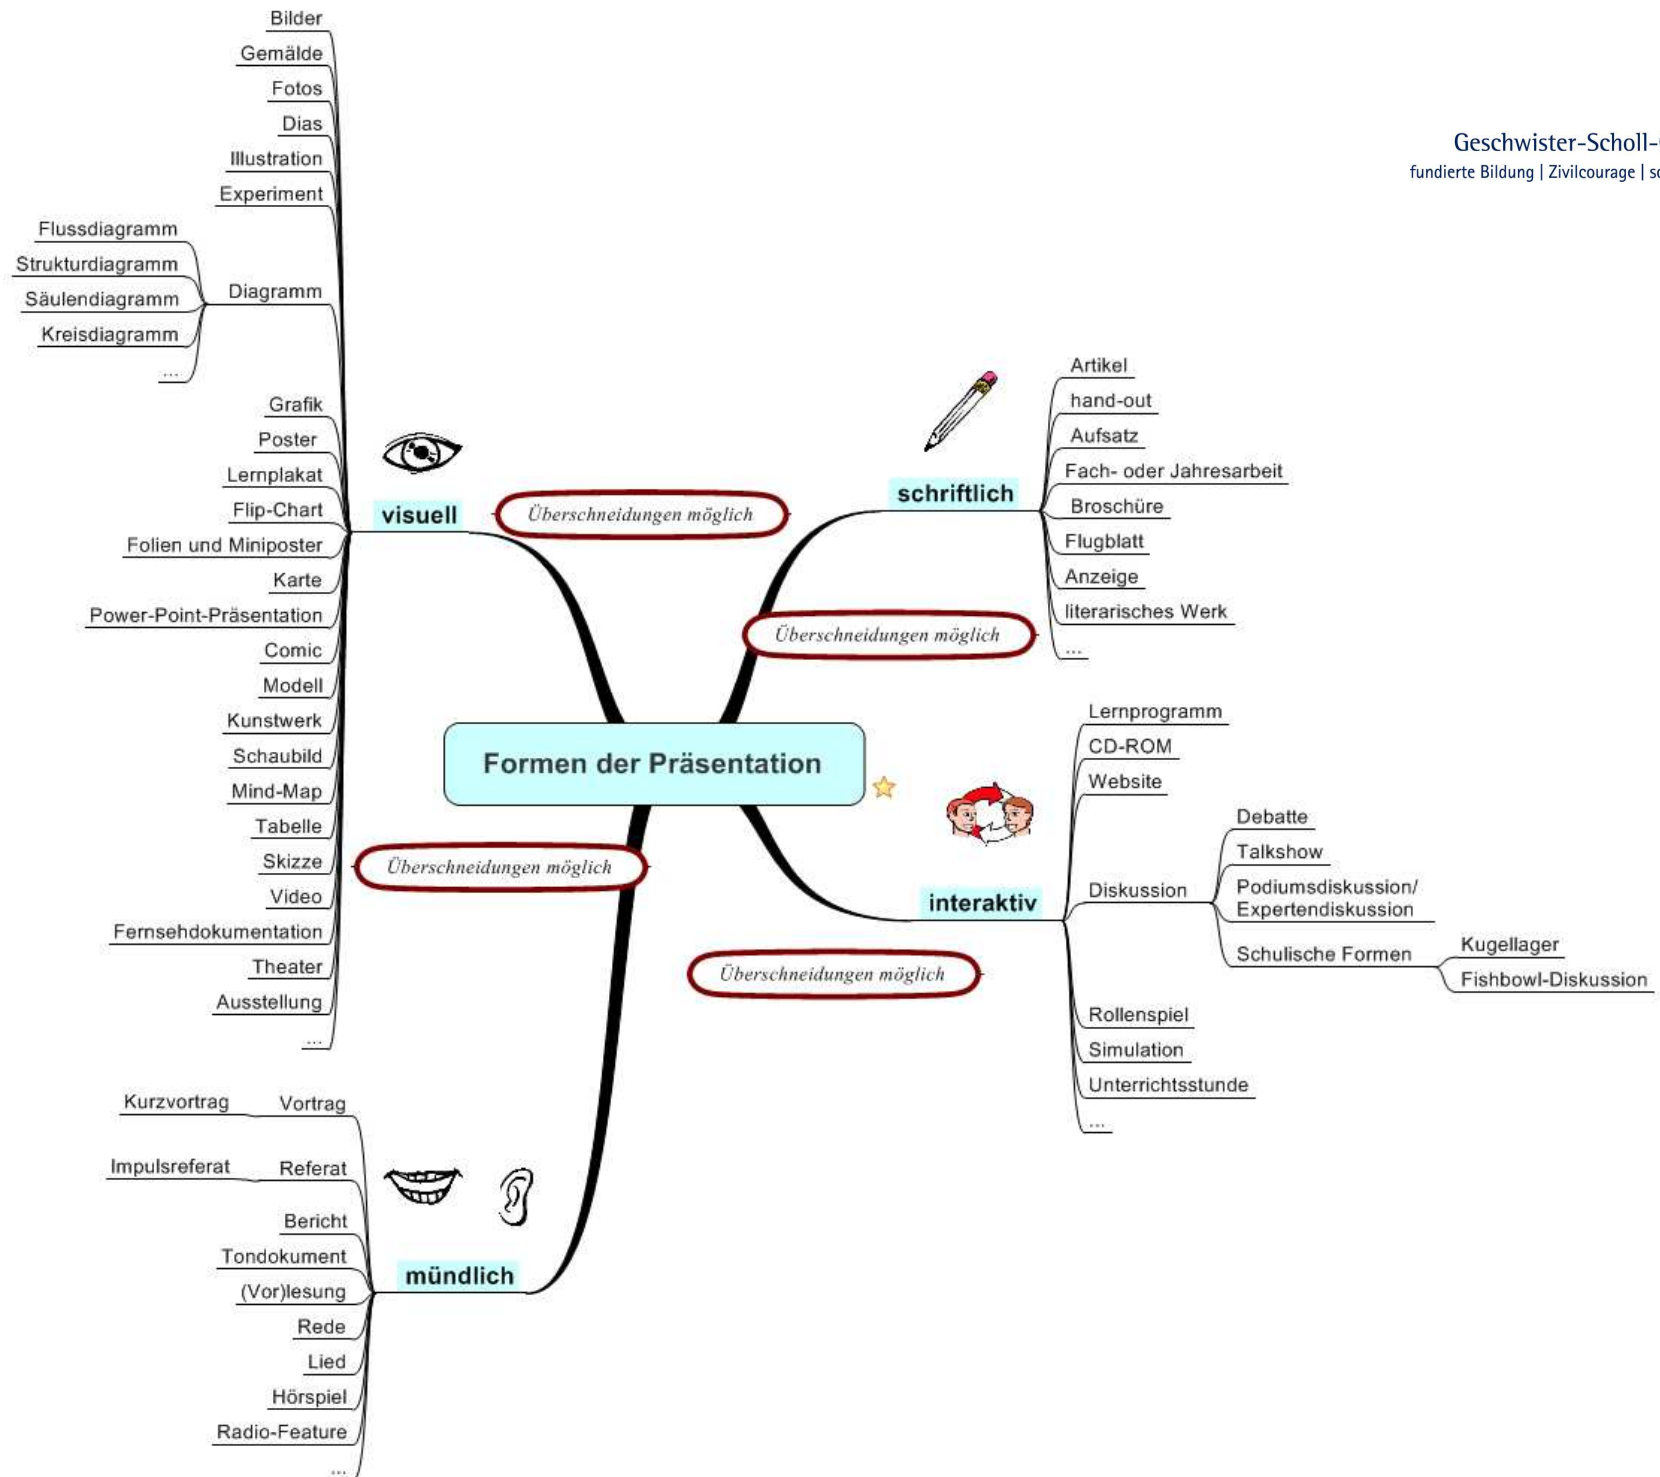 Bilder
Gemälde
Fotos
Dias
Illustration
Experiment
Flussdiagramm
Strukturdiagramm
Säulendiagramm
Kreisdiagramm
...
Diagramm
Grafik
Poster
Lernplakat
Flip-Chart
Folien und Miniposter
Karte
Power-Point-Präsentation
Comic
Modell
Kunstwerk
Schaubild
Mind-Map
Tabelle
Skizze
Video
Fernsehdokumentation
Theater
Ausstellung
...
visuell
Überschneidungen möglich
Geschwister-Scholl-
fundierte Bildung | Zivilcourage |
schriftlich
Artikel
hand-out
Aufsatz
Fach- oder Jahresarbeit
Broschüre
Flugblatt
Anzeige
literarisches Werk
...
Überschneidungen möglich
Formen der Präsentation
Überschneidungen möglich
interaktiv
Lernprogramm
CD-ROM
Website
Diskussion
Debatte
Talkshow
Podiumsdiskussion/
Expertendiskussion
Schulische Formen
Kugellager
Fishbowl-Diskussion
Rollenspiel
Simulation
Unterrichtsstunde
...
Überschneidungen möglich
mündlich
Kurzvortrag
Vortrag
Impulsreferat
Referat
Bericht
Tondokument
(Vor)lesung
Rede
Lied
Hörspiel
Radio-Feature
...